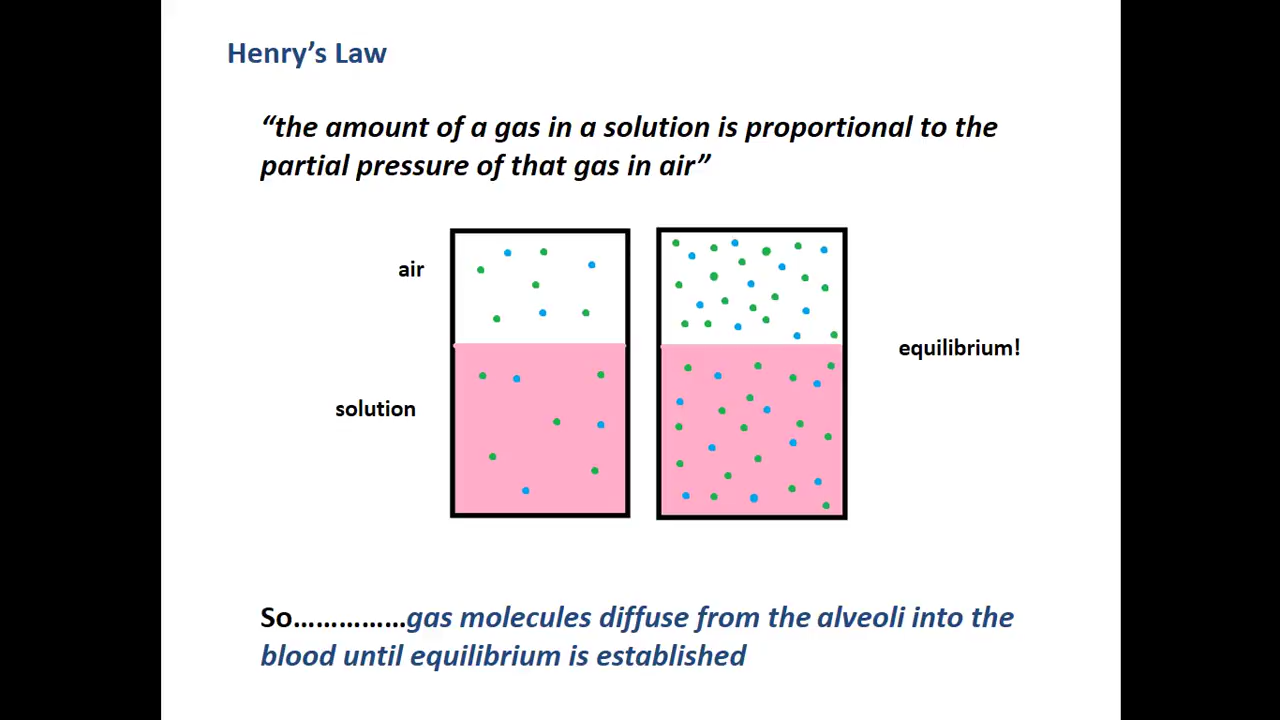 Henry’s Law
“the amount of a gas in a solution is proportional to the
partial pressure of that gas in air”
air
equilibrium!
solution
So……………gas molecules diffuse from the alveoli into the
blood until equilibrium is established